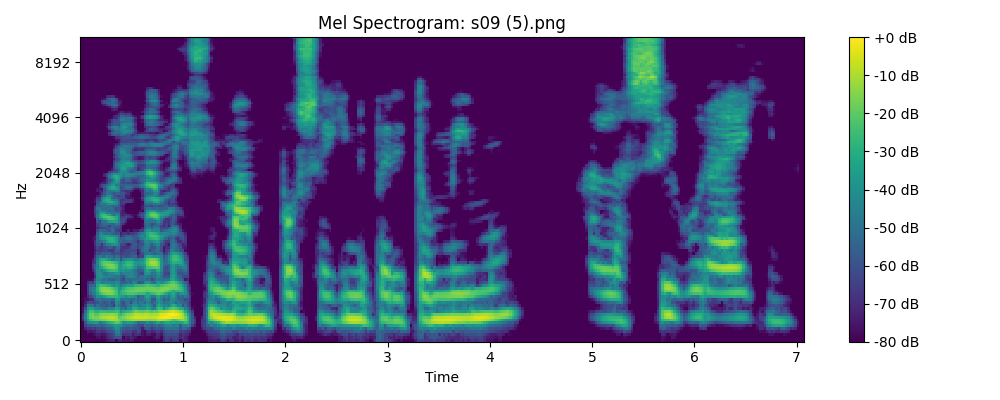 Mel Spectrogram: s09 (5).png
Hz
8192
4096
2048
1024
512
0
0 1 2 3 4 5 6 7
Time
+0 dB
-10 dB
-20 dB
-30 dB
-40 dB
-50 dB
-60 dB
-70 dB
-80 dB